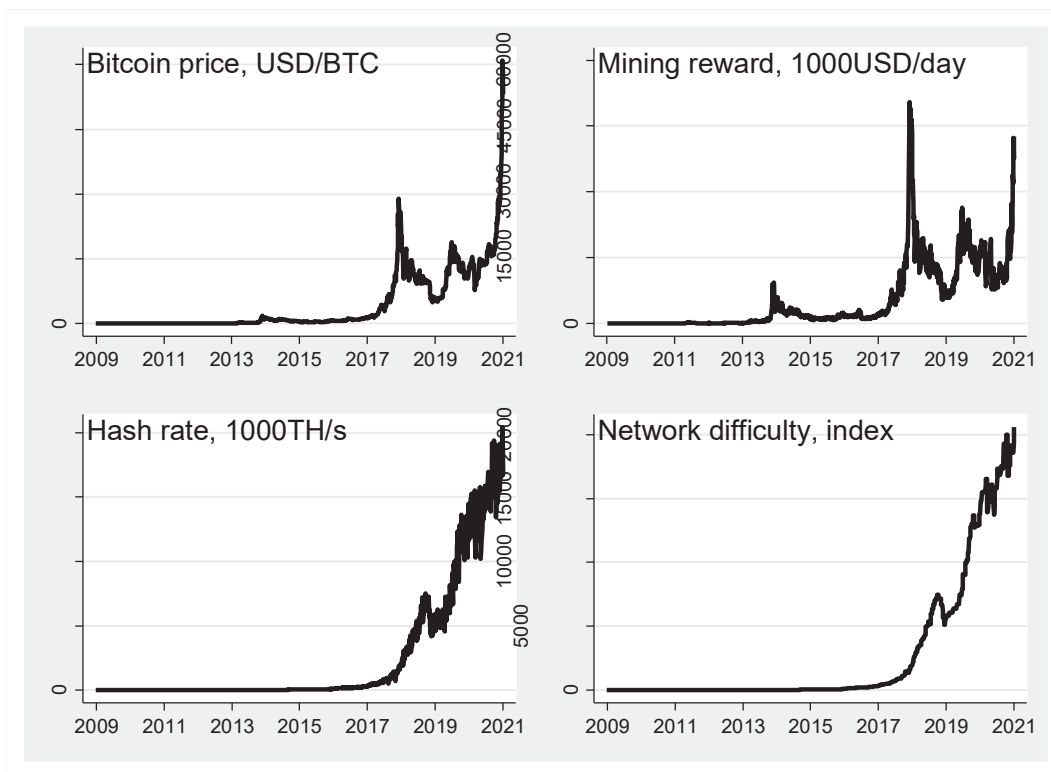 Bitcoin price, USD/BTC
60000
45000
30000
15000
0
2009 2011 2013 2015 2017 2019 2021
Mining reward, 1000USD/day
0
2009 2011 2013 2015 2017 2019 2021
Hash rate, 1000TH/s
20000
15000
10000
5000
0
2009 2011 2013 2015 2017 2019 2021
Network difficulty, index
0
2009 2011 2013 2015 2017 2019 2021